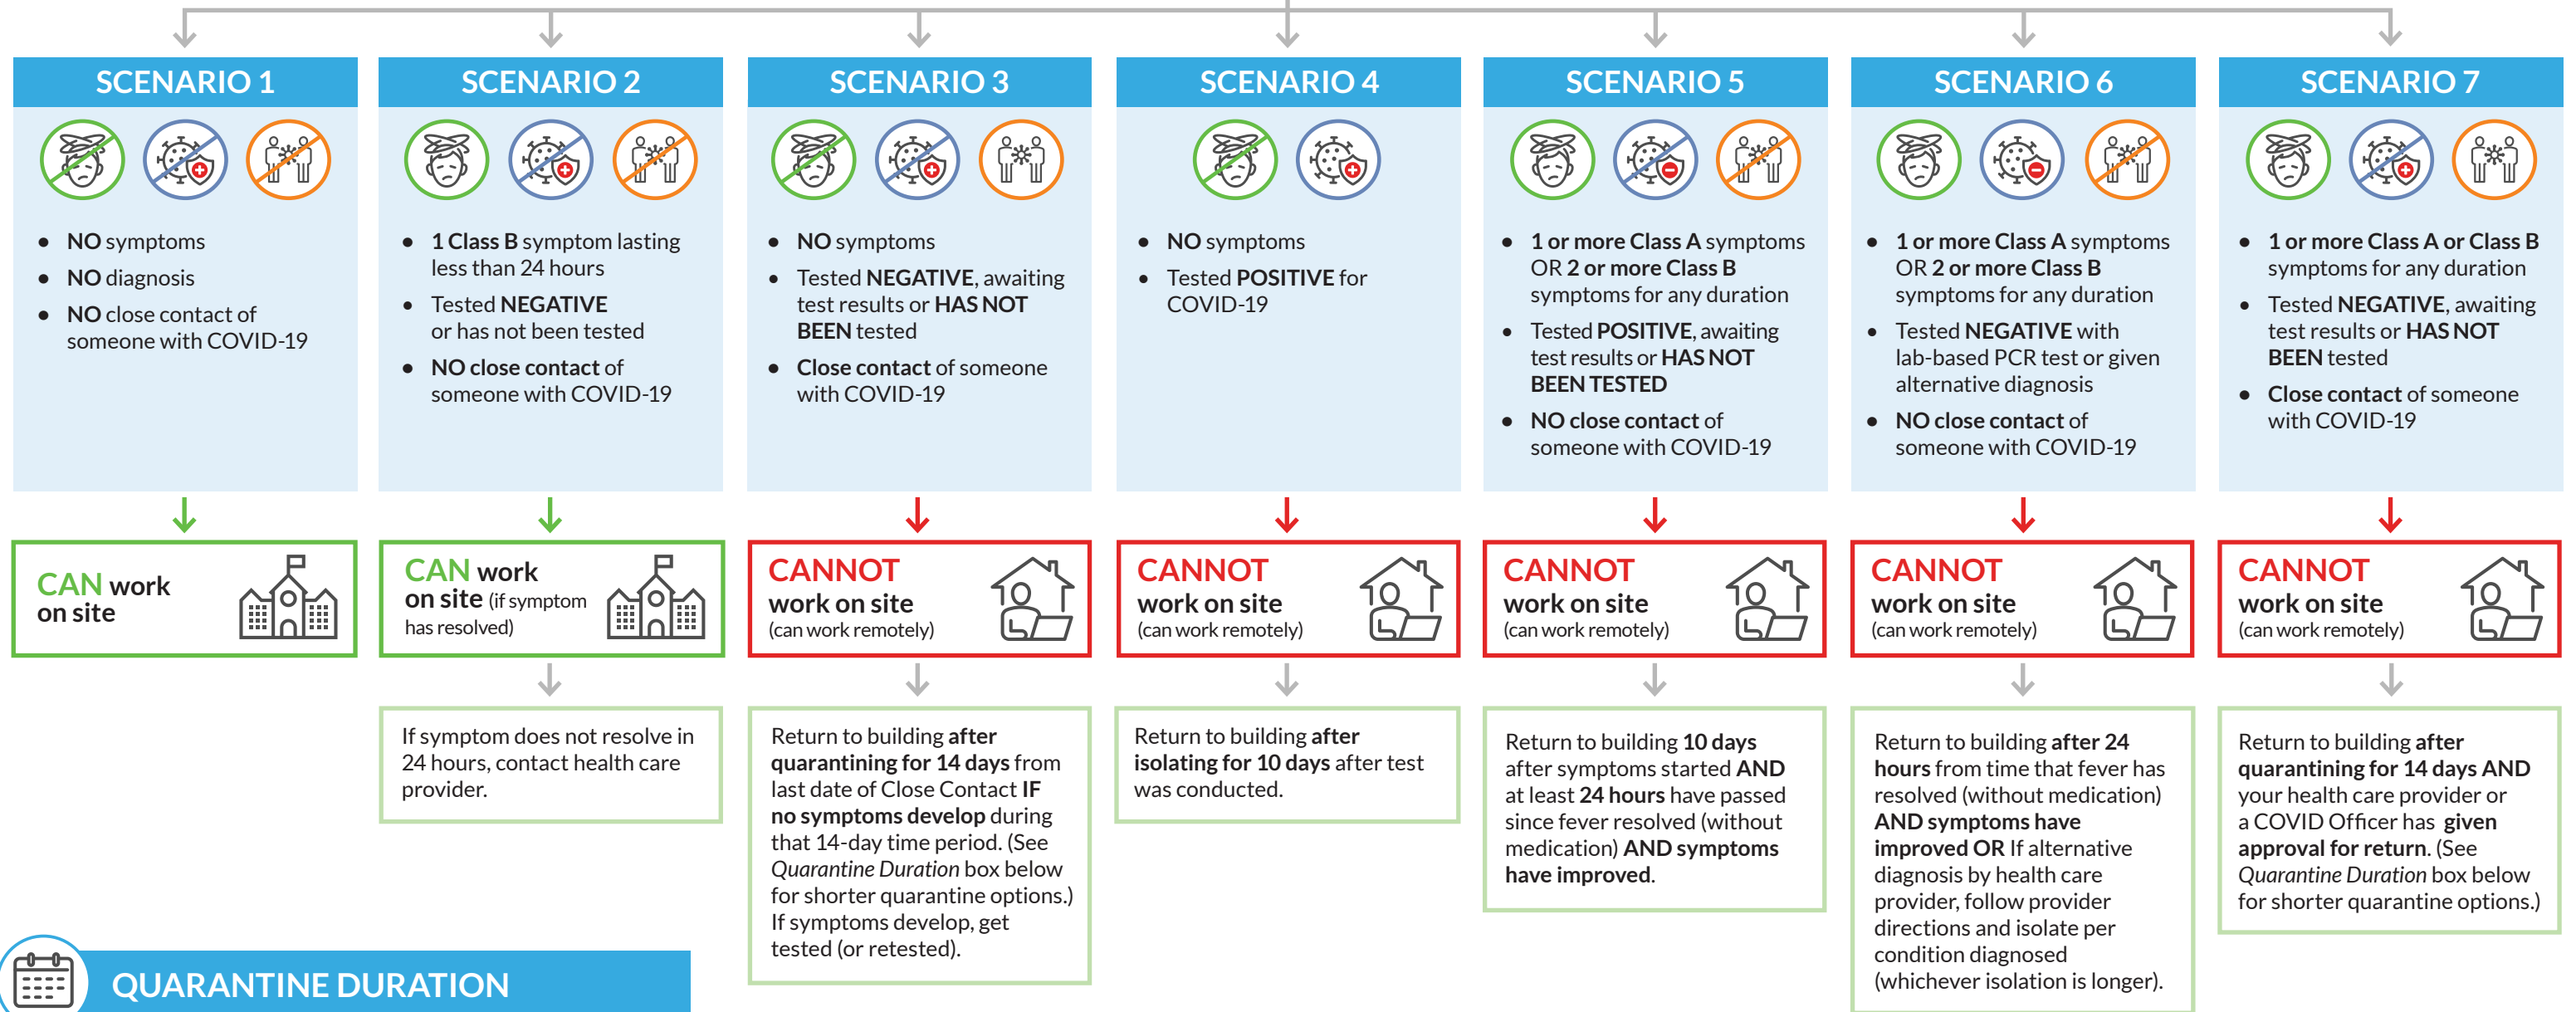 SCENARIO 1
NO symptoms
NO diagnosis
NO close contact of
someone with COVID-19
CAN work
on site
SCENARIO 2
1 Class B symptom lasting
less than 24 hours
Tested NEGATIVE
or has not been tested
NO close contact of
someone with COVID-19
CAN work
on site (if symptom
has resolved)
If symptom does not resolve in
24 hours, contact health care
provider.
SCENARIO 3
NO symptoms
Tested NEGATIVE, awaiting
test results or HAS NOT
BEEN tested
Close contact of someone
with COVID-19
CANNOT
work on site
(can work remotely)
Return to building after
quarantining for 14 days from
last date of Close Contact IF
no symptoms develop during
that 14-day time period. (See
Quarantine Duration box below
for shorter quarantine options.)
If symptoms develop, get
tested (or retested).
SCENARIO 4
NO symptoms
Tested POSITIVE for
COVID-19
CANNOT
work on site
(can work remotely)
Return to building after
isolating for 10 days after test
was conducted.
SCENARIO 5
1 or more Class A symptoms
OR 2 or more Class B
symptoms for any duration
Tested POSITIVE, awaiting
test results or HAS NOT
BEEN TESTED
NO close contact of
someone with COVID-19
CANNOT
work on site
(can work remotely)
Return to building 10 days
after symptoms started AND
at least 24 hours have passed
since fever resolved (without
medication) AND symptoms
have improved.
SCENARIO 6
1 or more Class A symptoms
OR 2 or more Class B
symptoms for any duration
Tested NEGATIVE with
lab-based PCR test or given
alternative diagnosis
NO close contact of
someone with COVID-19
CANNOT
work on site
(can work remotely)
Return to building after 24
hours from time that fever has
resolved (without medication)
AND symptoms have
improved OR If alternative
diagnosis by health care
provider, follow provider
directions and isolate per
condition diagnosed
(whichever isolation is longer).
SCENARIO 7
1 or more Class A or Class B
symptoms for any duration
Tested NEGATIVE, awaiting
test results or HAS NOT
BEEN tested
Close contact of someone
with COVID-19
CANNOT
work on site
(can work remotely)
Return to building after
quarantining for 14 days AND
your health care provider or
a COVID Officer has given
approval for return. (See
Quarantine Duration box below
for shorter quarantine options.)
QUARANTINE DURATION